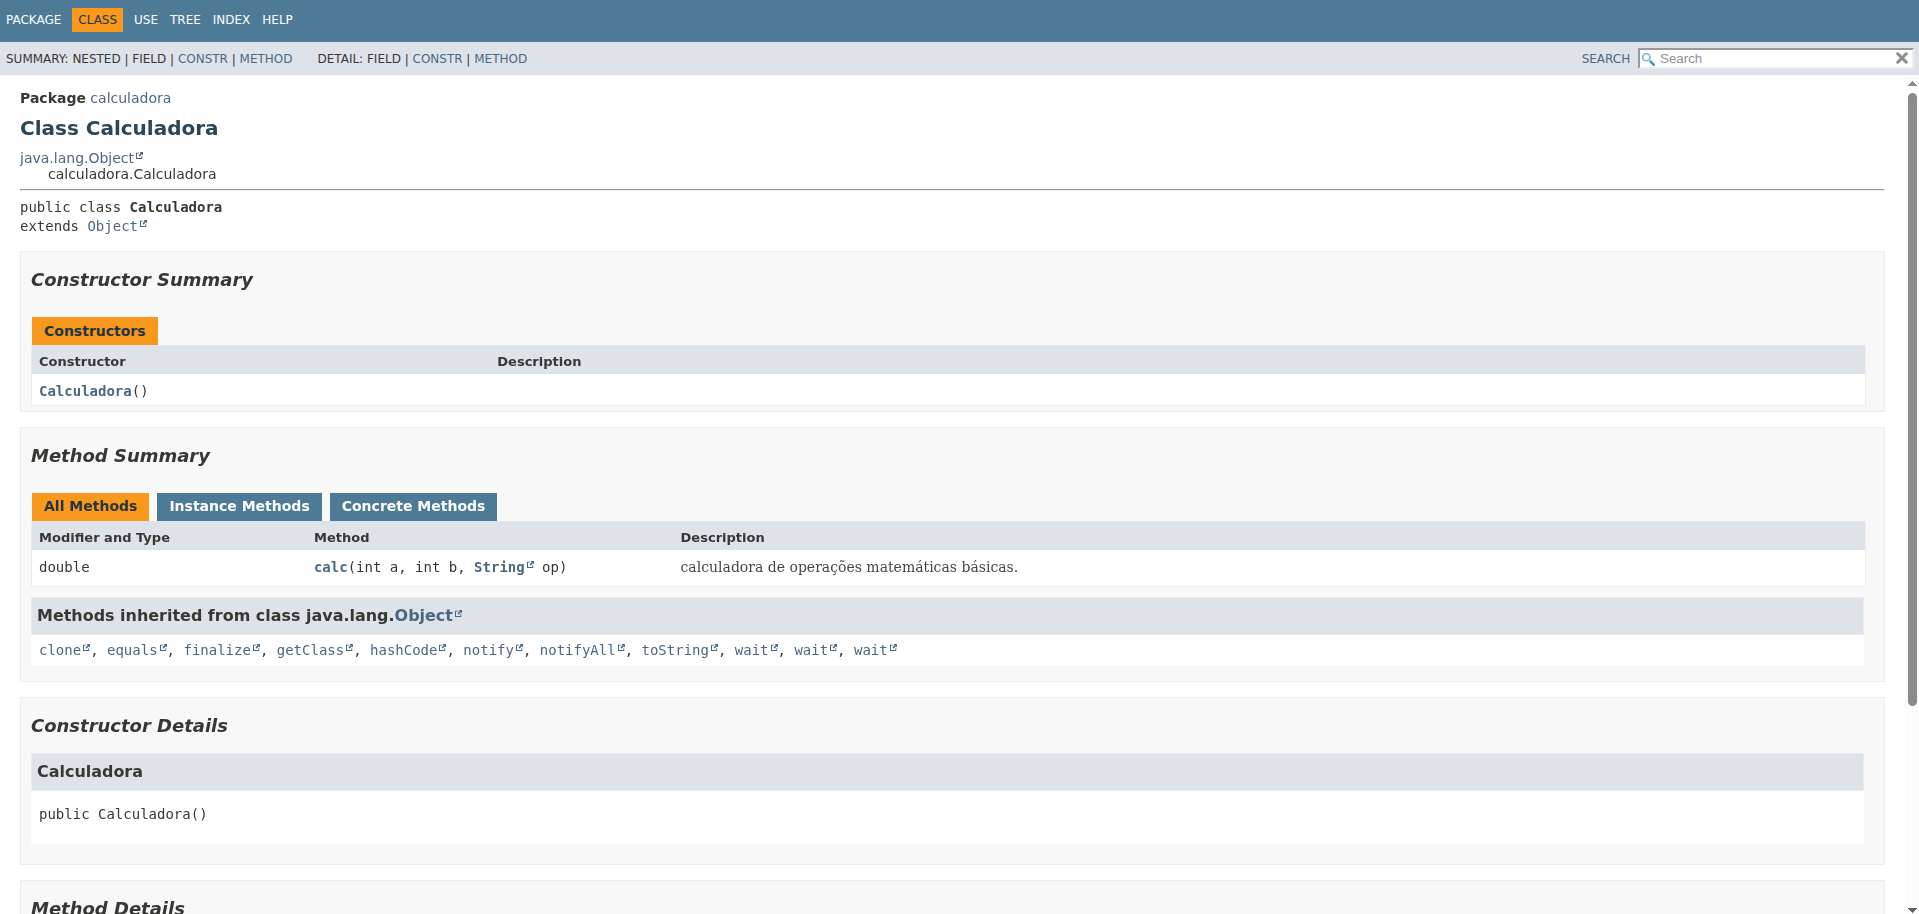 PACKAGE CLASS USE TREE INDEX HELP
SUMMARY: NESTED | FIELD | CONSTR | METHOD DETAIL: FIELD | CONSTR | METHOD SEARCH Search
Package calculadora
Class Calculadora
java.lang.Object
calculadora.Calculadora
public class Calculadora
extends Object
Constructor Summary
Constructors
Constructor Description
Calculadora()
Method Summary
All Methods Instance Methods Concrete Methods
Modifier and Type Method Description
double calc(int a, int b, String op) calculadora de operações matemáticas básicas.
Methods inherited from class java.lang.Object
clone, equals, finalize, getClass, hashCode, notify, notifyAll, toString, wait, wait, wait
Constructor Details
Calculadora
public Calculadora()
Method Details